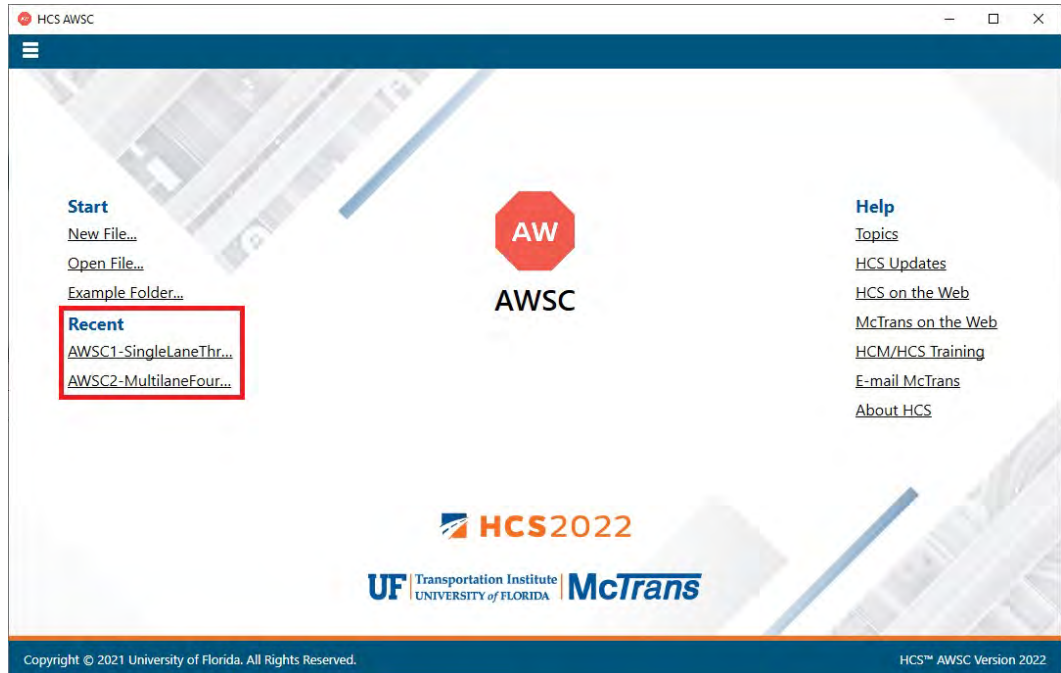 HCS AWSC
Start
New File...
Open File...
Example Folder...
Recent
AWSC1-SingleLaneThr...
AWSC2-MultilaneFour...
AW
AWSC
Help
Topics
HCS Updates
HCS on the Web
McTrans on the Web
HCM/HCS Training
E-mail McTrans
About HCS
HCS2022
UF Transportation Institute McTrans
UNIVERSITY of FLORIDA
Copyright © 2021 University of Florida. All Rights Reserved.
HCS™ AWSC Version 2022